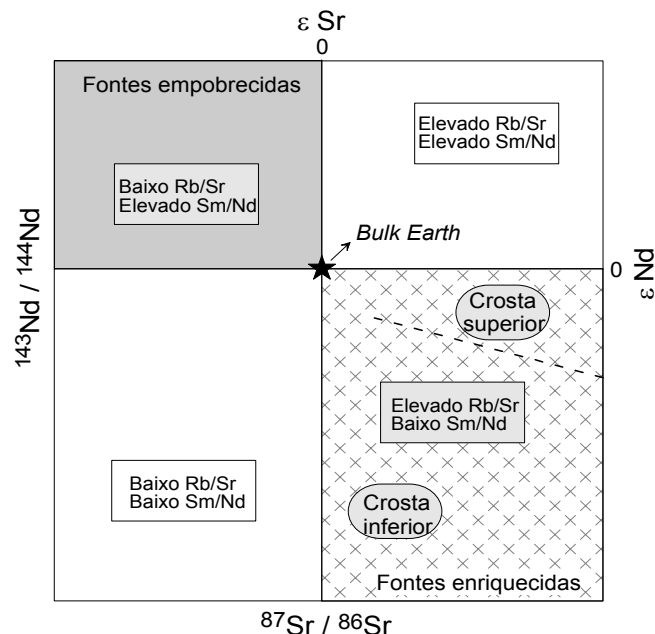 ε Sr
0
Fontes empobrecidas
Elevado Rb/Sr
Elevado Sm/Nd
Baixo Rb/Sr
Elevado Sm/Nd
Bulk Earth
143Nd / 144Nd
0
ε Nd
Crosta
superior
Elevado Rb/Sr
Baixo Sm/Nd
Baixo Rb/Sr
Baixo Sm/Nd
Crosta
inferior
Fontes enriquecidas
87Sr / 86Sr